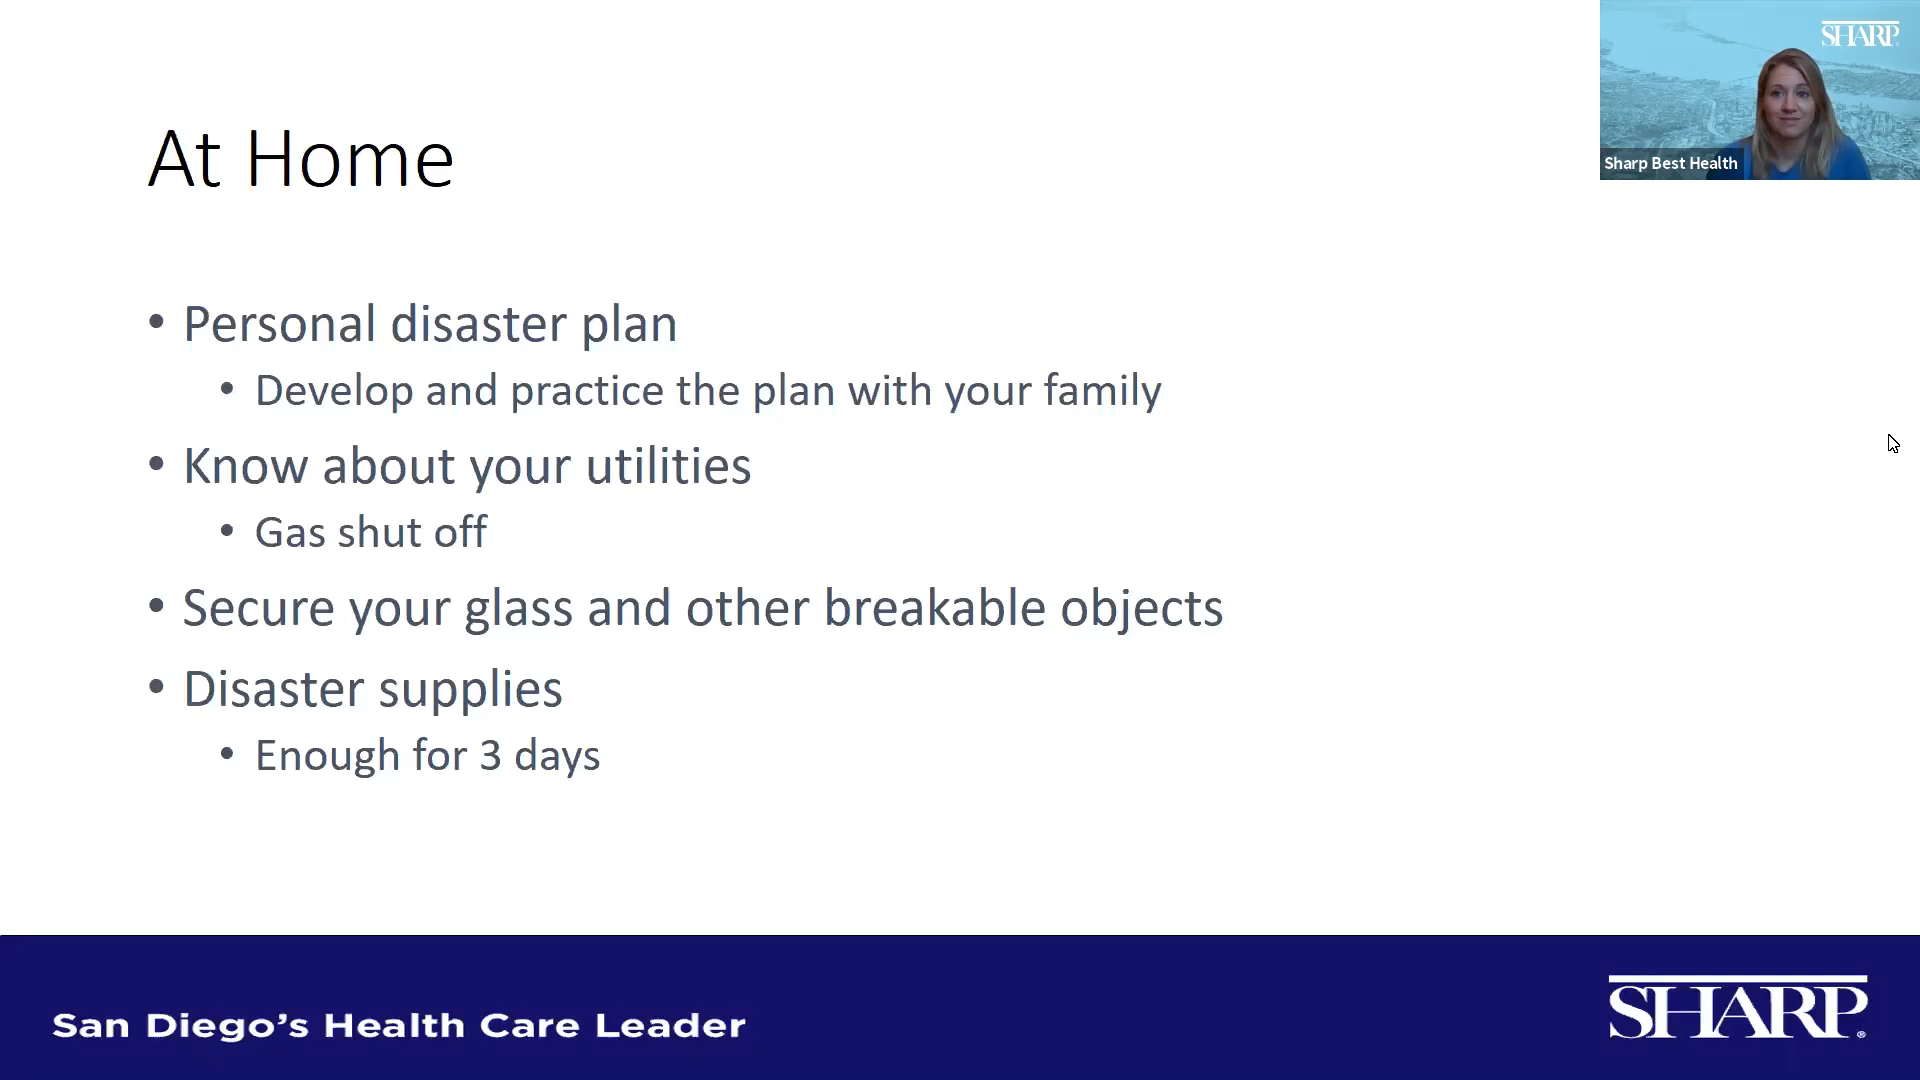 SHARP
Sharp Best Health
At Home
• Personal disaster plan
• Develop and practice the plan with your family
• Know about your utilities
• Gas shut off
• Secure your glass and other breakable objects
• Disaster supplies
• Enough for 3 days
San Diego’s Health Care Leader
SHARP®